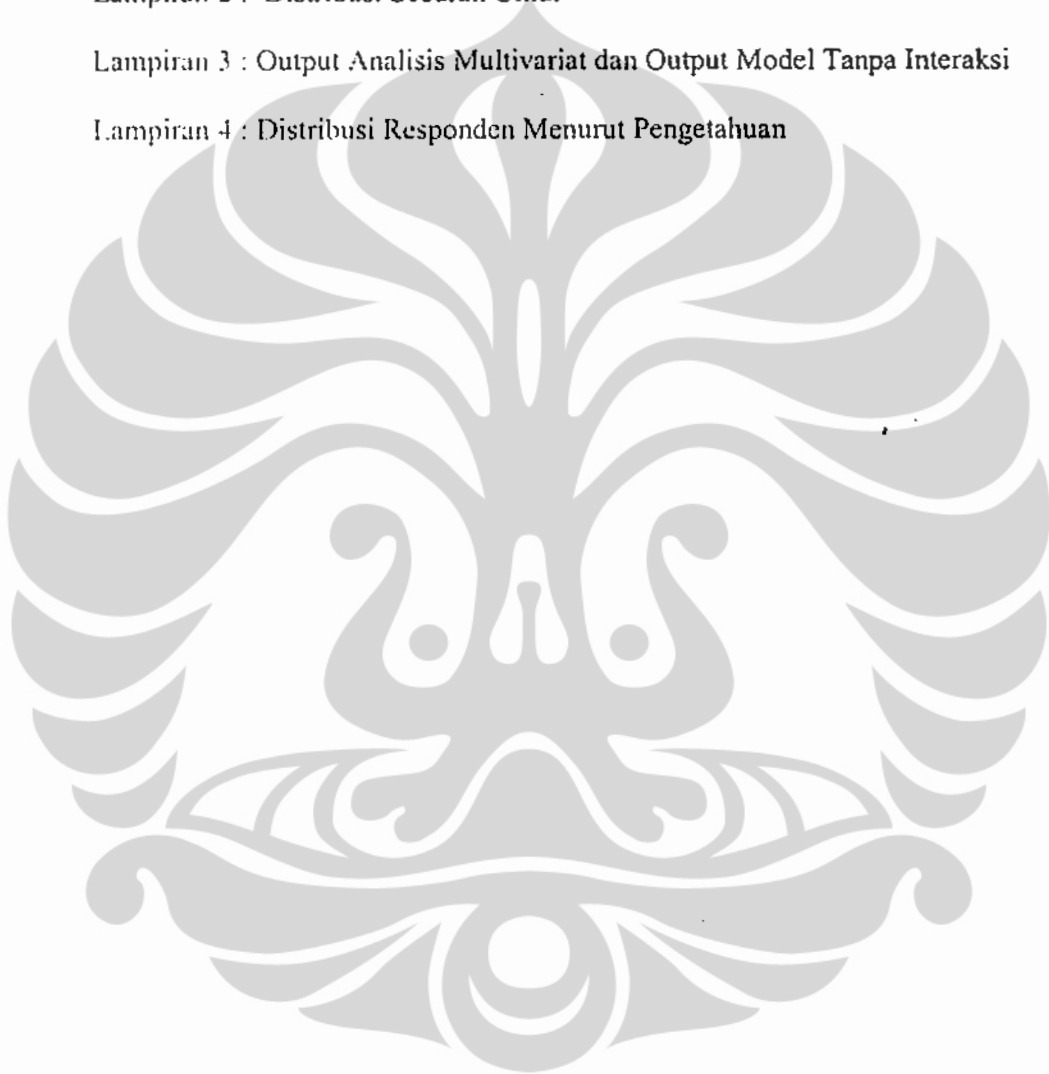 Lampiran 3 : Output Analisis Multivariat dan Output Model Tanpa Interaksi
Lampiran 4 : Distribusi Responden Menurut Pengetahuan